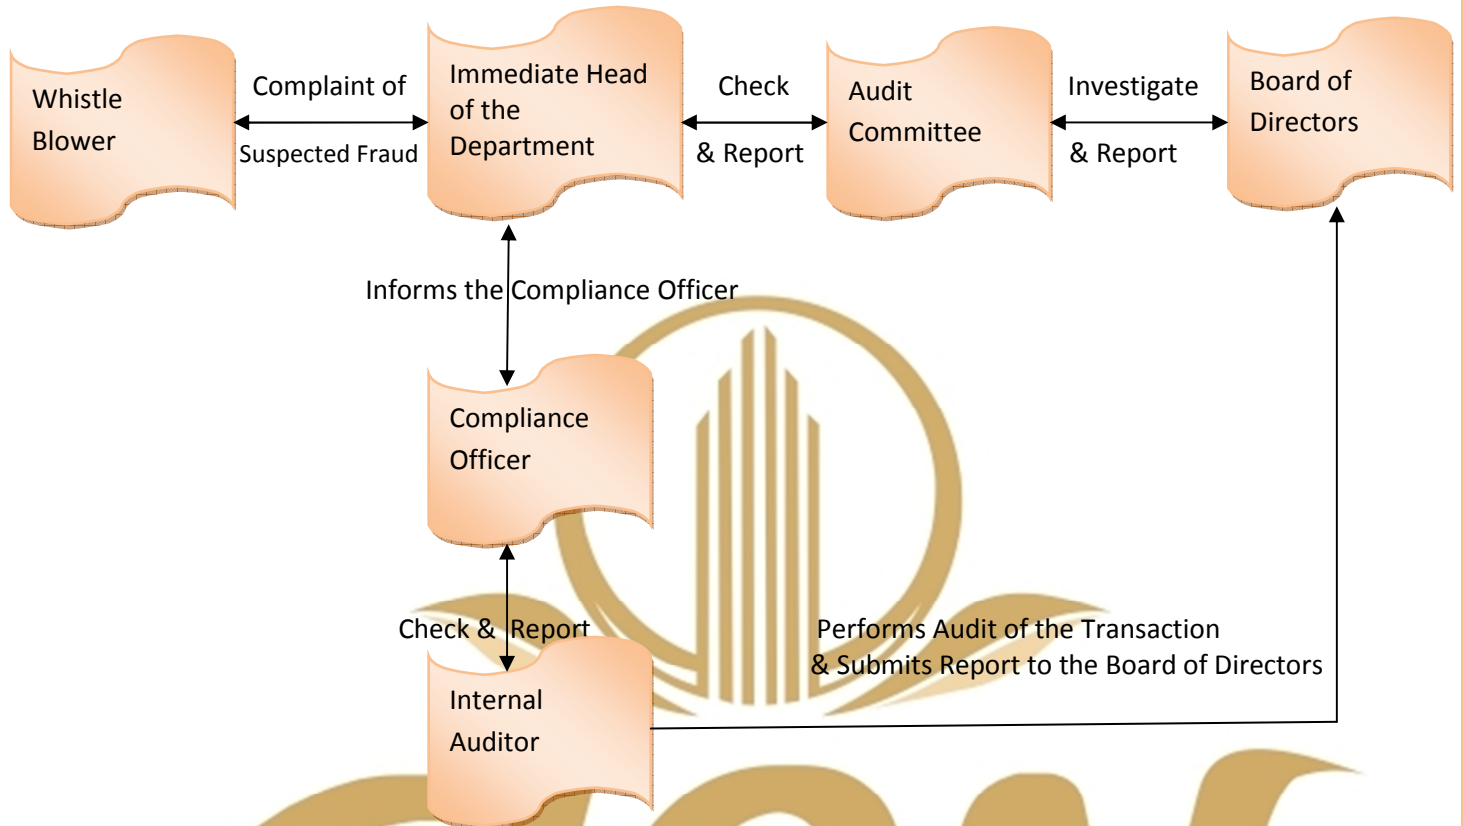 Whistle
Blower
Complaint of
Suspected Fraud
Immediate Head
of the
Department
Check
& Report
Audit
Committee
Investigate
& Report
Board of
Directors
Informs the Compliance Officer
Compliance
Officer
Check & Report
Performs Audit of the Transaction
& Submits Report to the Board of Directors
Internal
Auditor